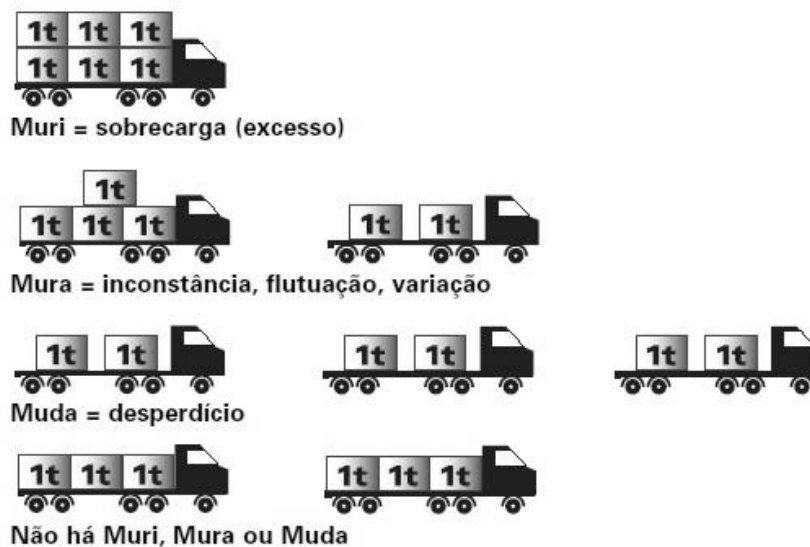 1t 1t 1t
1t 1t 1t
Muri = sobrecarga (excesso)
1t
1t 1t 1t 1t 1t
Mura = inconstância, flutuação, variação
1t 1t 1t 1t 1t 1t
Muda = desperdício
1t 1t 1t 1t 1t 1t
Não há Muri, Mura ou Muda